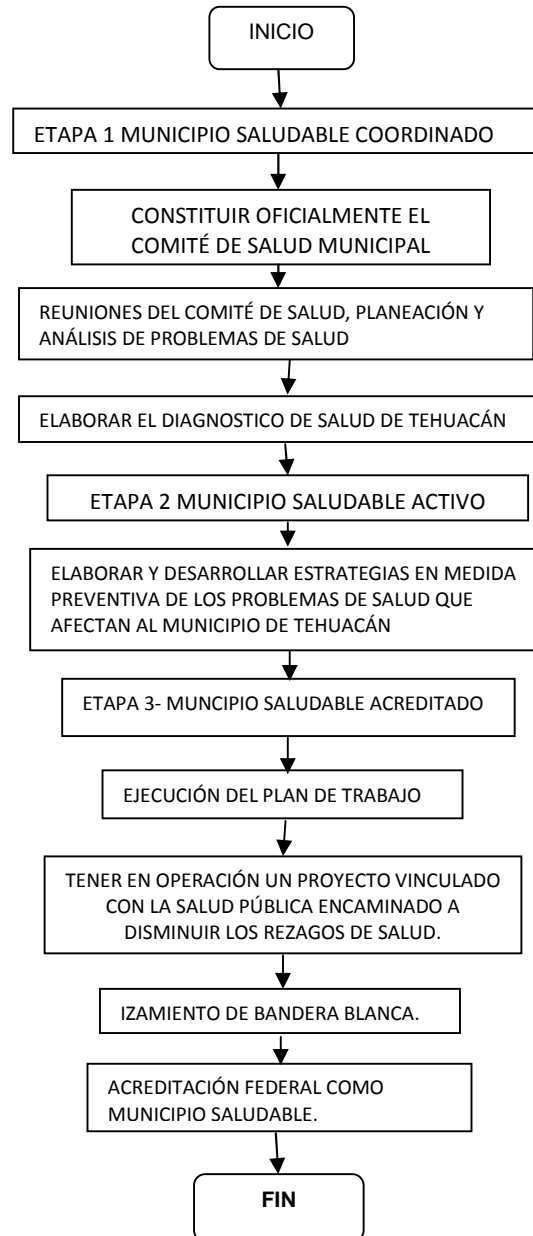 INICIO
ETAPA 1 MUNICIPIO SALUDABLE COORDINADO
CONSTITUIR OFICIALMENTE EL
COMITÉ DE SALUD MUNICIPAL
REUNIONES DEL COMITÉ DE SALUD, PLANEACIÓN Y
ANÁLISIS DE PROBLEMAS DE SALUD
ELABORAR EL DIAGNOSTICO DE SALUD DE TEHUACÁN
ETAPA 2 MUNICIPIO SALUDABLE ACTIVO
ELABORAR Y DESARROLLAR ESTRATEGIAS EN MEDIDA
PREVENTIVA DE LOS PROBLEMAS DE SALUD QUE
AFECTAN AL MUNICIPIO DE TEHUACÁN
ETAPA 3- MUNCIPIO SALUDABLE ACREDITADO
EJECUCIÓN DEL PLAN DE TRABAJO
TENER EN OPERACIÓN UN PROYECTO VINCULADO
CON LA SALUD PÚBLICA ENCAMINADO A
DISMINUIR LOS REZAGOS DE SALUD.
IZAMIENTO DE BANDERA BLANCA.
ACREDITACIÓN FEDERAL COMO
MUNICIPIO SALUDABLE.
FIN